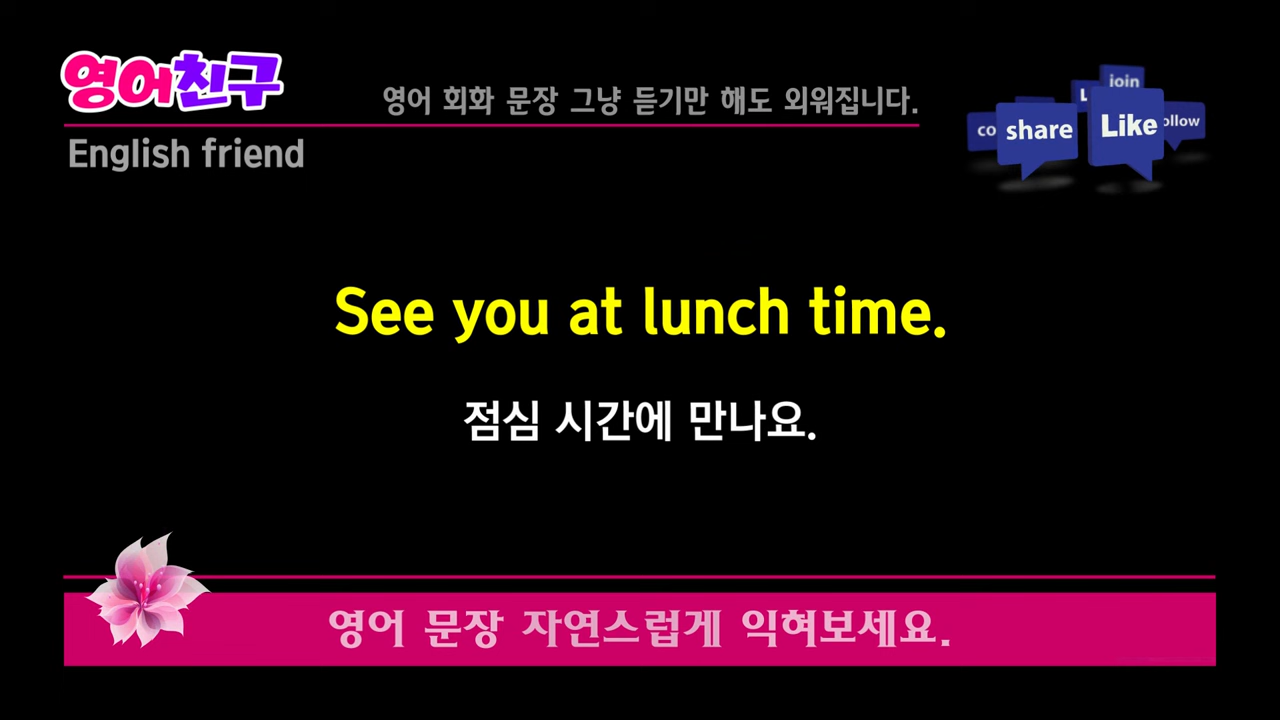 영어친구
English friend
영어 회화 문장 그냥 듣기만 해도 외워집니다.
join
share
Like
See you at lunch time.
점심 시간에 만나요.
영어 문장 자연스럽게 익혀보세요.